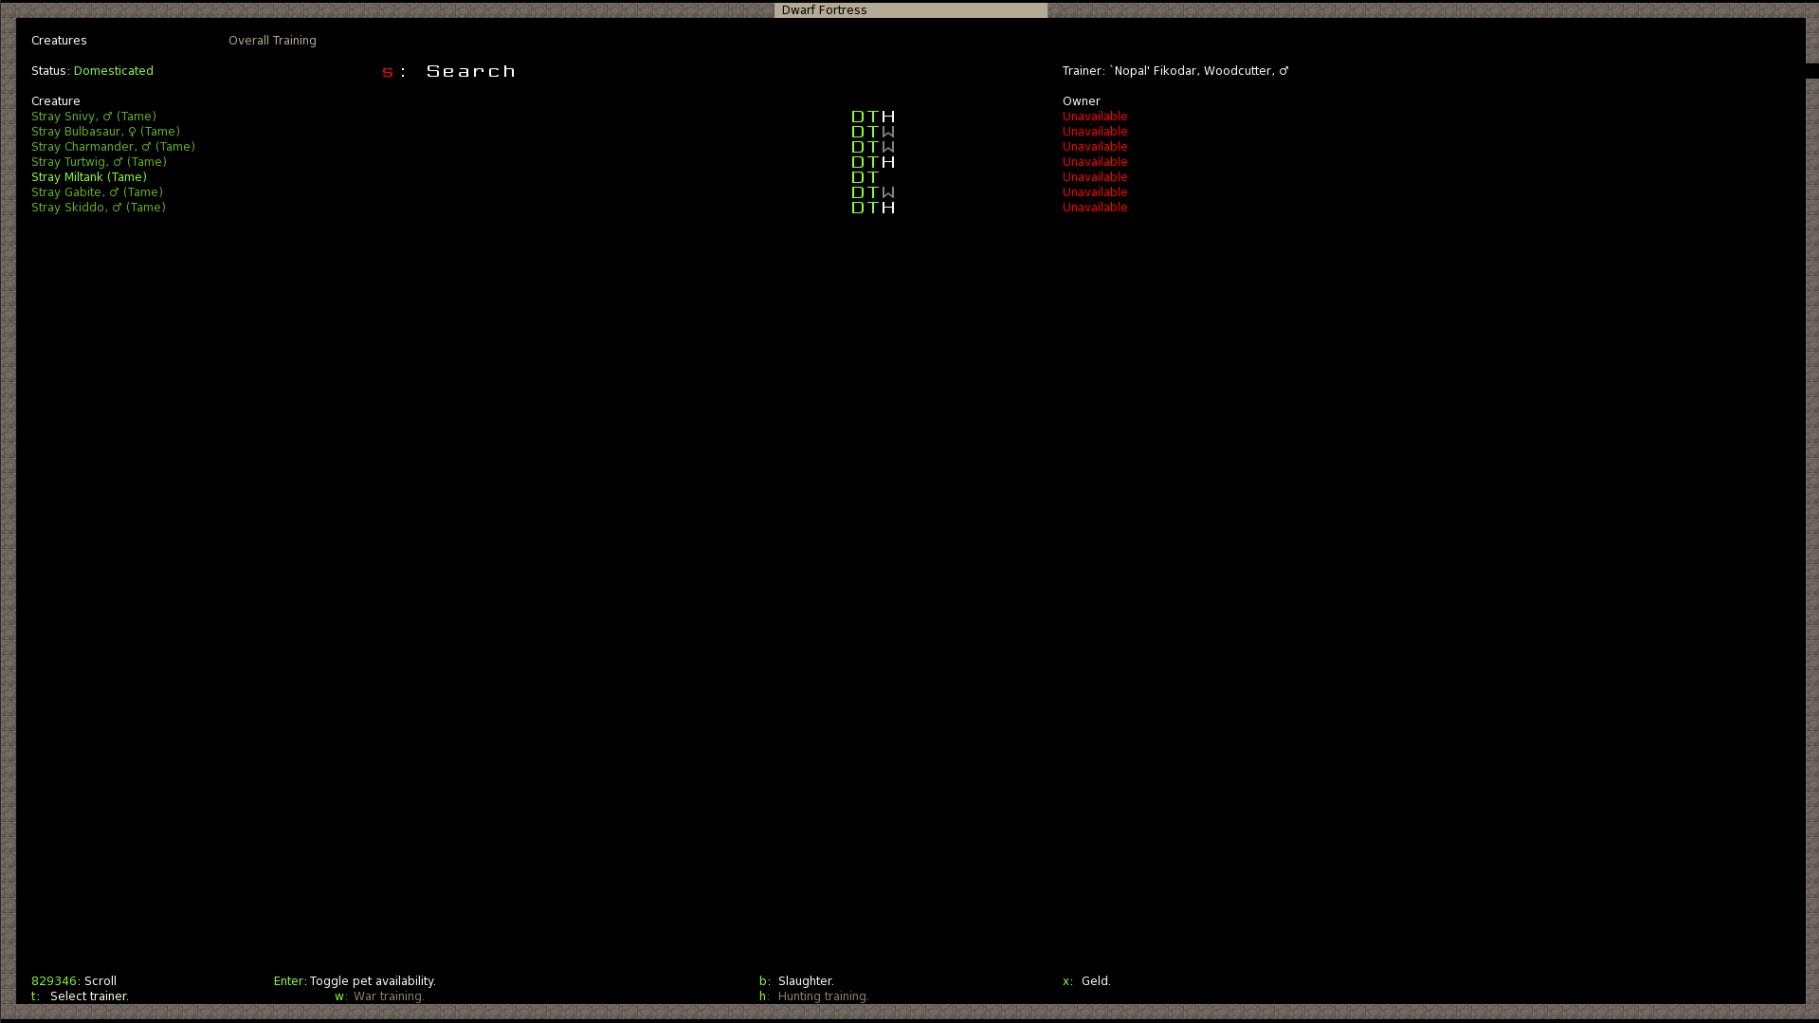 Dwarf Fortress
Creatures Overall Training
Status: Domesticated s: Search Trainer: `Nopal' Fikodar, Woodcutter, ♂
Creature Owner
Stray Snivy, ♂ (Tame) DTH Unavailable
Stray Bulbasaur, ♀ (Tame) DTW Unavailable
Stray Charmander, ♂ (Tame) DTW Unavailable
Stray Turtwig, ♂ (Tame) DTH Unavailable
Stray Miltank (Tame) DT Unavailable
Stray Gabite, ♂ (Tame) DTW Unavailable
Stray Skiddo, ♂ (Tame) DTH Unavailable
829346: Scroll Enter: Toggle pet availability. b: Slaughter. x: Geld.
t: Select trainer. w: War training. h: Hunting training.